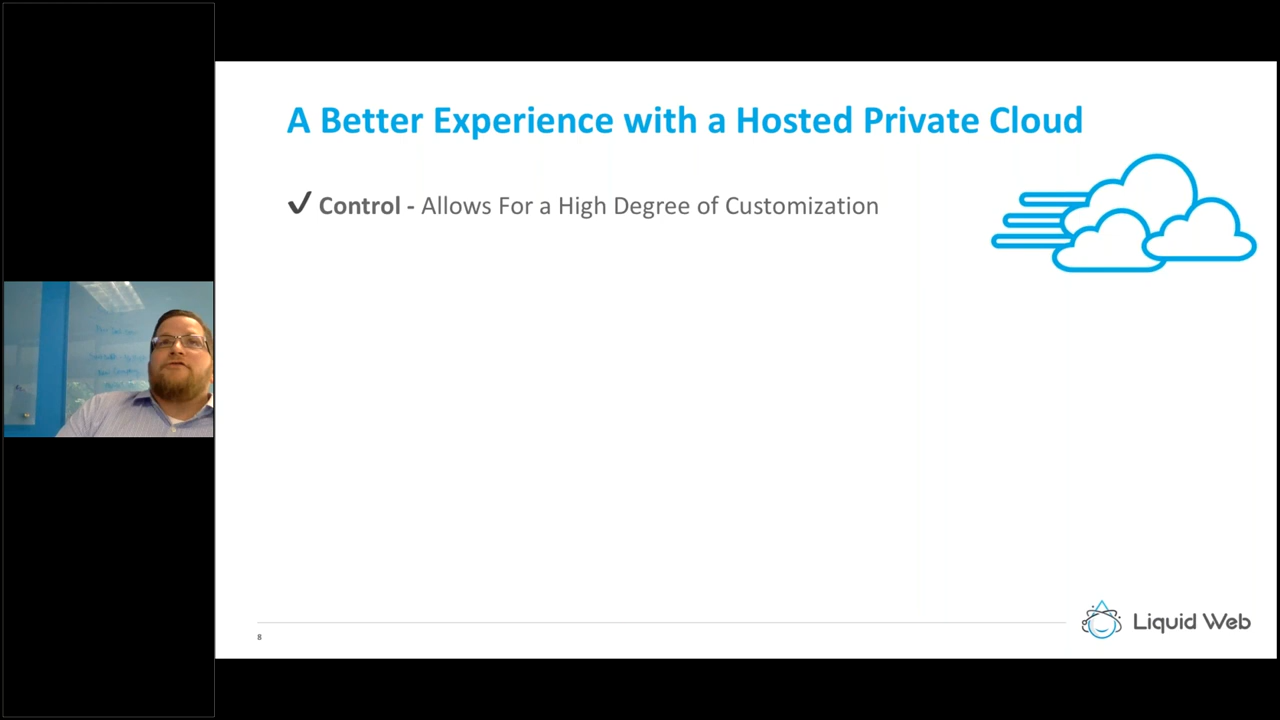 A Better Experience with a Hosted Private Cloud
✓ Control - Allows For a High Degree of Customization
8
Liquid Web